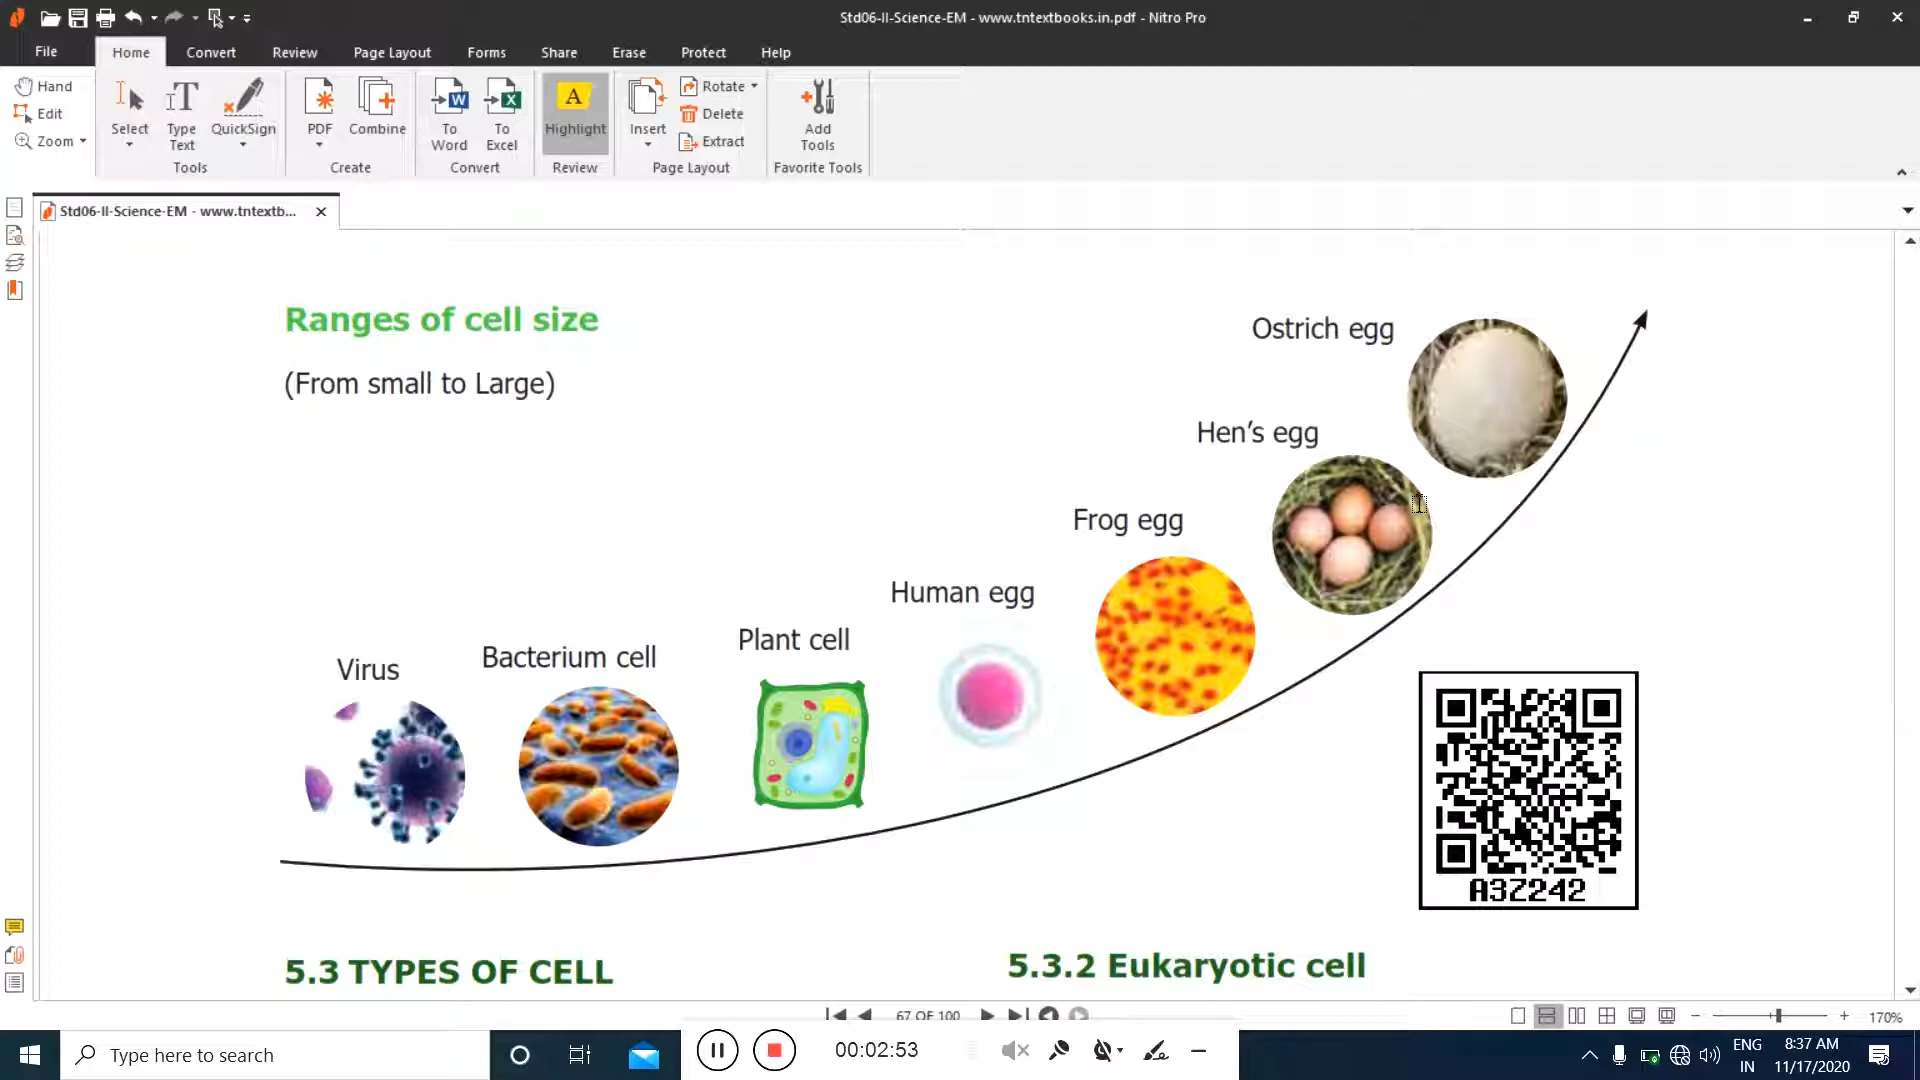 Std06-II-Science-EM - www.tntextbooks.in.pdf - Nitro Pro
File Home Convert Review Page Layout Forms Share Erase Protect Help
Hand
Edit
Zoom
Select
Type Text
QuickSign
Tools
PDF
Combine
Create
To Word
To Excel
Convert
Highlight
Review
Insert
Rotate
Delete
Extract
Page Layout
Add Tools
Favorite Tools
Std06-II-Science-EM - www.tntextb...
Ranges of cell size
(From small to Large)
Ostrich egg
Hen’s egg
Frog egg
Human egg
Plant cell
Bacterium cell
Virus
A3Z242
5.3 TYPES OF CELL
5.3.2 Eukaryotic cell
67 OF 100
170%
Type here to search
00:02:53
ENG
IN
8:37 AM
11/17/2020